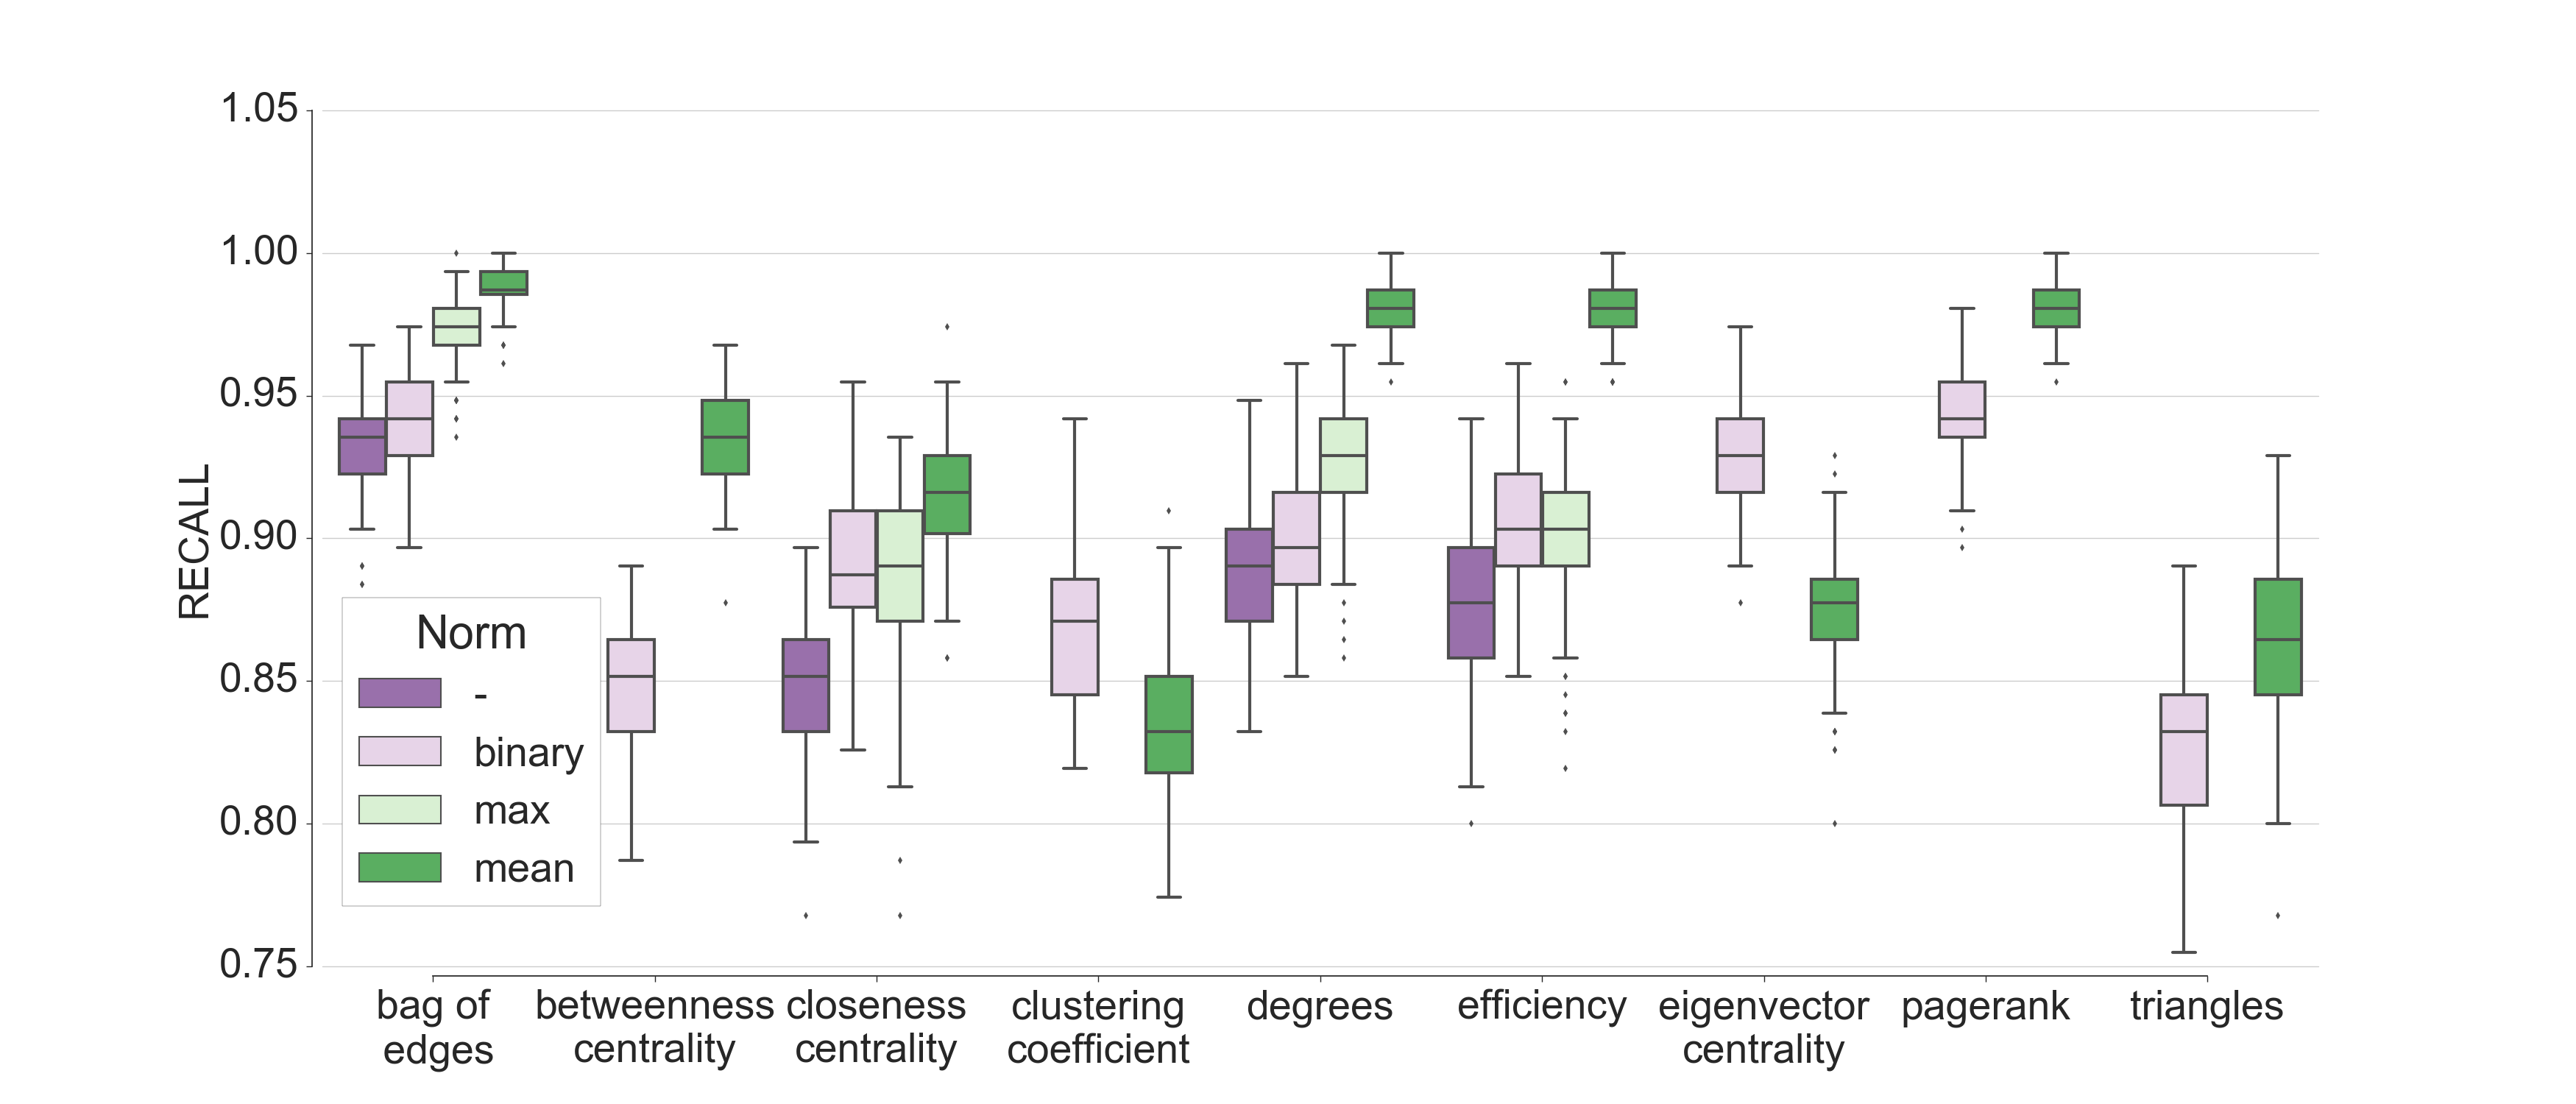 1.05
1.00
0.95
0.90
0.85
0.80
0.75
RECALL
Norm
-
binary
max
mean
bag of
edges
betweenness
centrality
closeness
centrality
clustering
coefficient
degrees
efficiency
eigenvector
centrality
pagerank
triangles